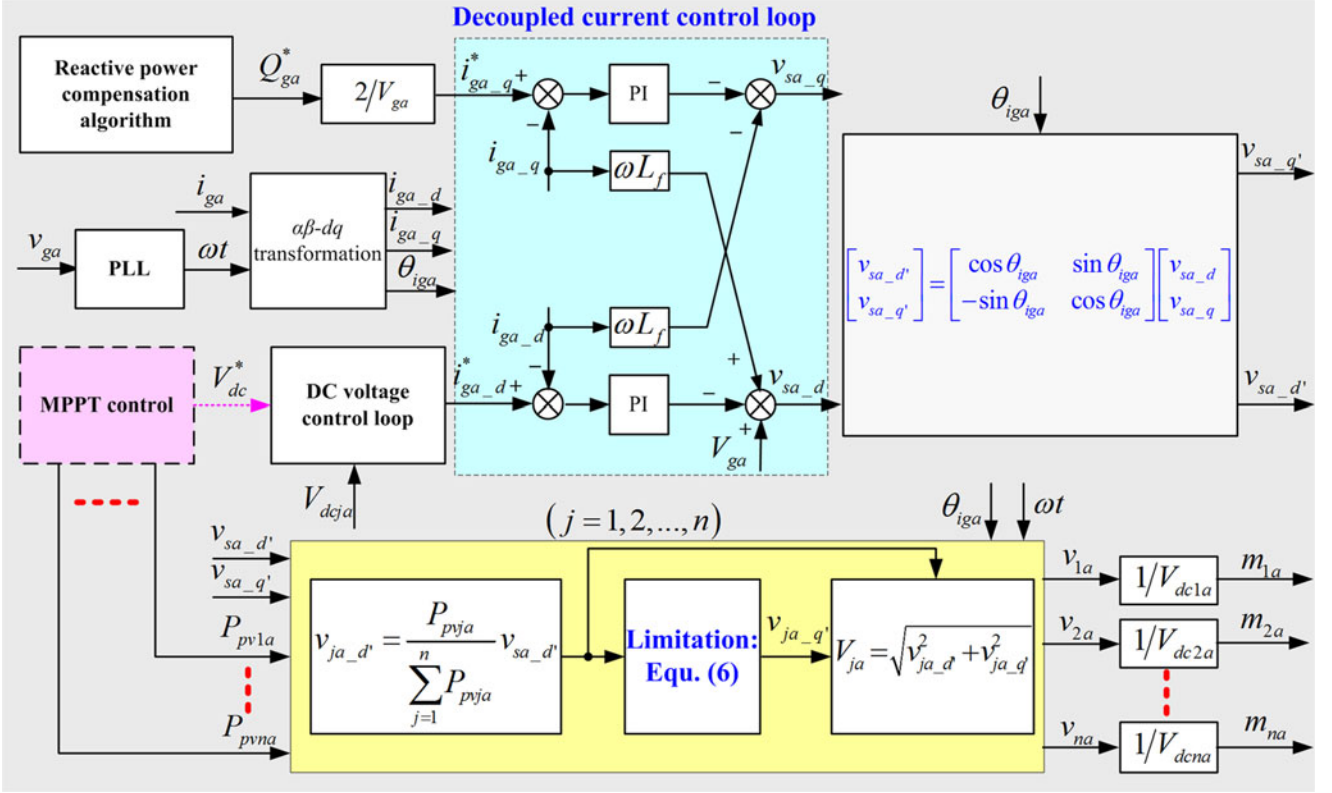 Decoupled current control loop
Reactive power
compensation
algorithm
Q*ga
2/Vga
i*ga_q
+
−
PI
−
vsa_q
−
iga_q
ωLf
θiga
vsa_q'
iga
vga
PLL
ωt
αβ-dq
transformation
iga_d
iga_q
θiga
[vsa_d' vsa_q'] = [cos θiga sin θiga −sin θiga cos θiga] [vsa_d vsa_q]
iga_d
ωLf
MPPT control
V*dc
DC voltage
control loop
i*ga_d
+
−
PI
−
+
vsa_d
+
Vga
vsa_d'
Vdcja
(j = 1, 2, ..., n)
θiga
ωt
vsa_d'
vsa_q'
Ppv1a
Ppvna
vja_d' = Ppvja / ∑(j=1 to n) Ppvja vsa_d'
Limitation:
Equ. (6)
vja_q'
Vja = √(v²ja_d' + v²ja_q')
v1a
1/Vdc1a
m1a
v2a
1/Vdc2a
m2a
vna
1/Vdcna
mna